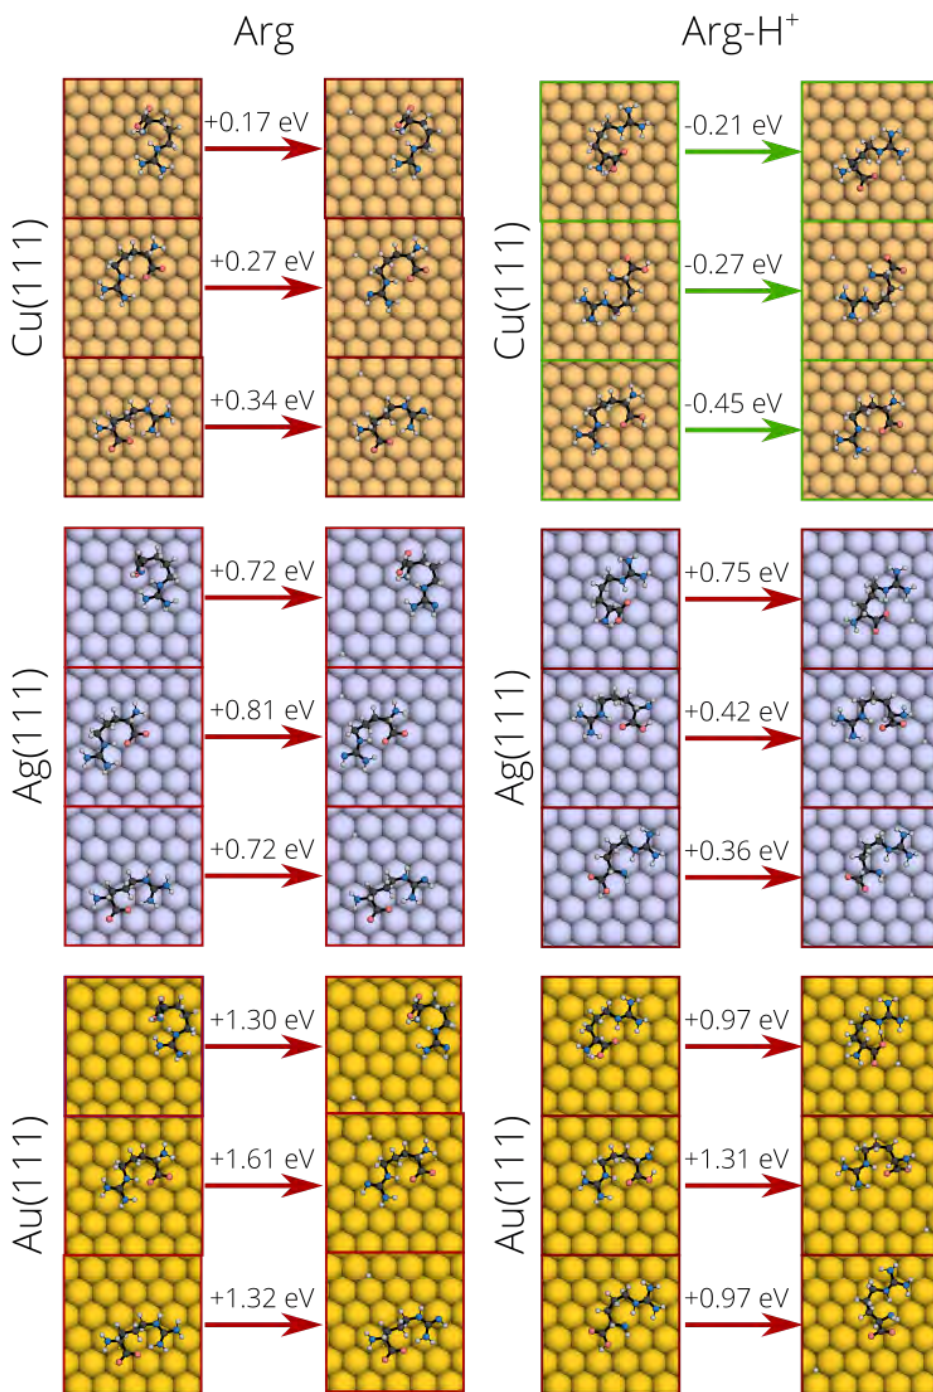 Arg
Arg-H⁺
Cu(111)
+0.17 eV
+0.27 eV
+0.34 eV
Cu(111)
-0.21 eV
-0.27 eV
-0.45 eV
Ag(111)
+0.72 eV
+0.81 eV
+0.72 eV
Ag(111)
+0.75 eV
+0.42 eV
+0.36 eV
Au(111)
+1.30 eV
+1.61 eV
+1.32 eV
Au(111)
+0.97 eV
+1.31 eV
+0.97 eV